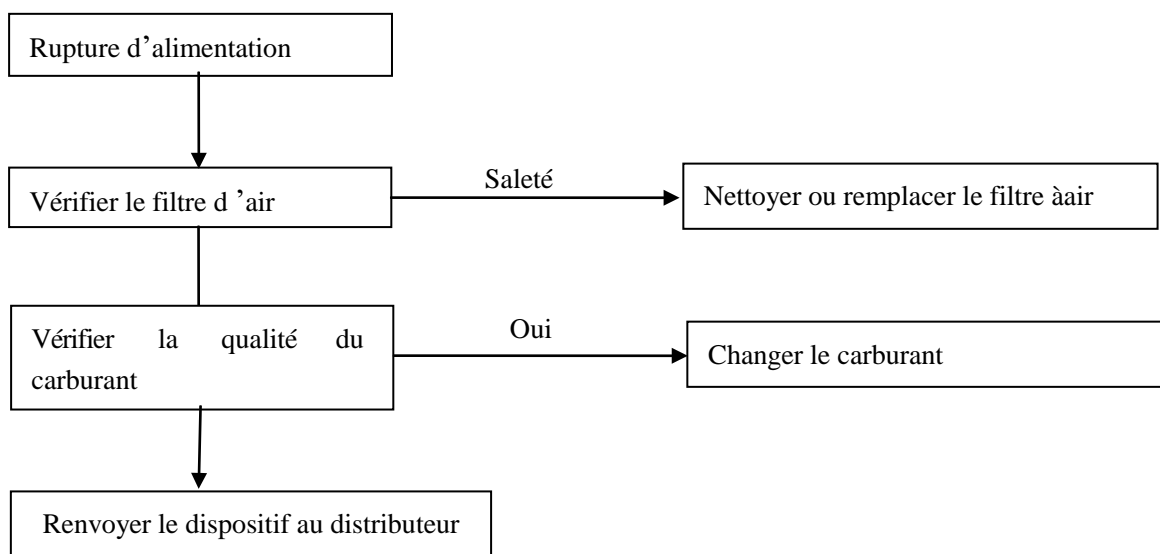 Rupture d’alimentation
Vérifier le filtre d ’air
Saleté
Nettoyer ou remplacer le filtre àair
Vérifier la qualité du
carburant
Oui
Changer le carburant
Renvoyer le dispositif au distributeur